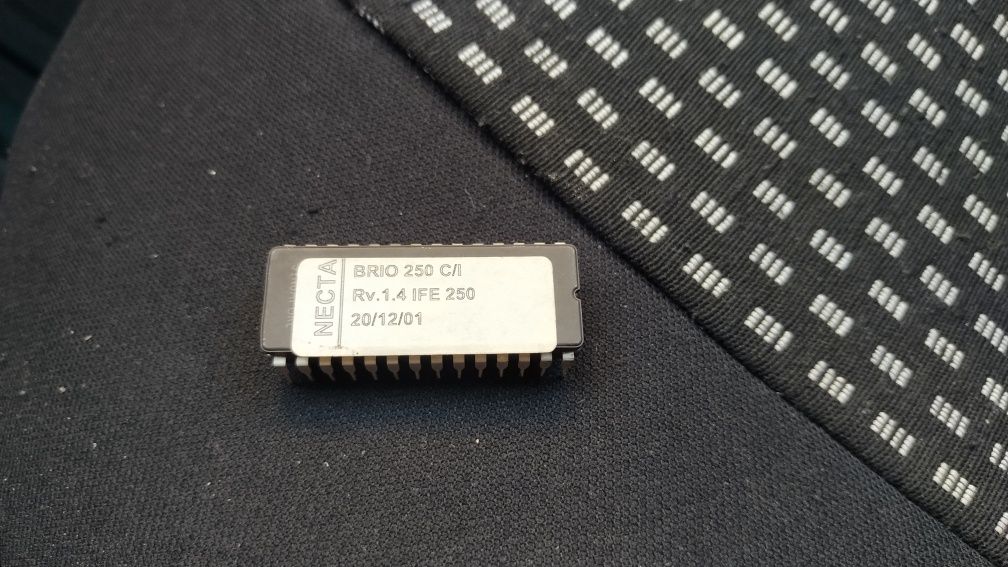 NECTA
BRIO 250 C/I
Rv.1.4 IFE 250
20/12/01